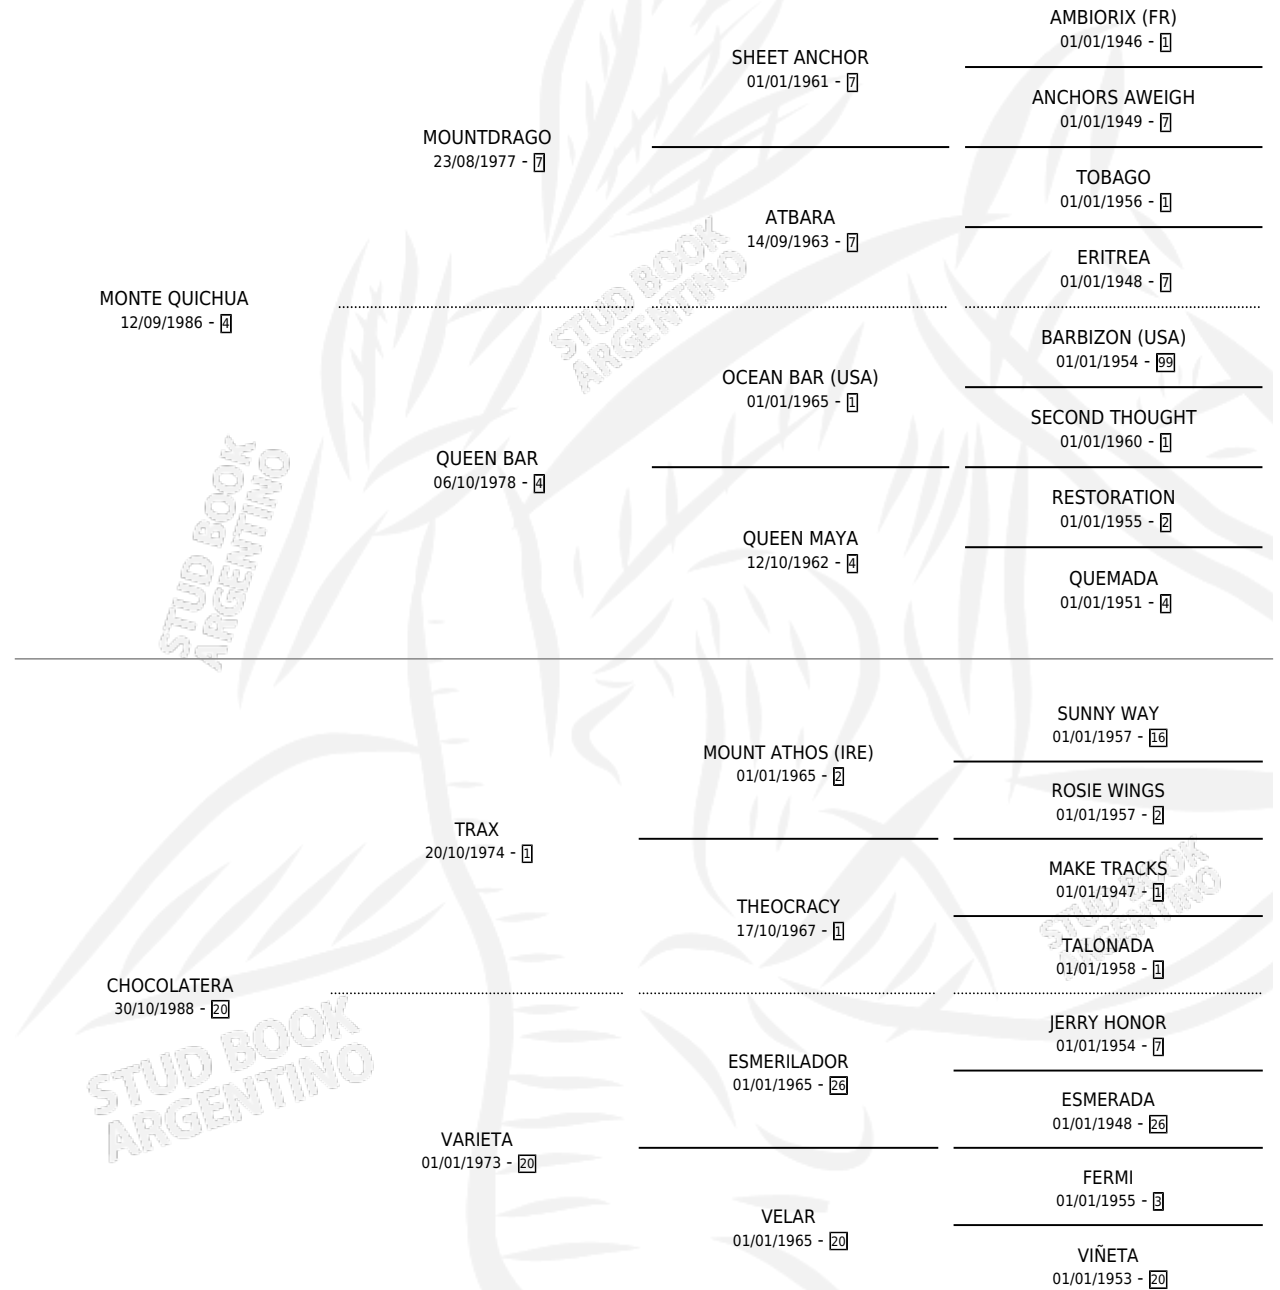 AMBIORIX (FR)
01/01/1946 - 1
SHEET ANCHOR
01/01/1961 - 7
ANCHORS AWEIGH
01/01/1949 - 7
MOUNTDRAGO
23/08/1977 - 7
TOBAGO
01/01/1956 - 1
ATBARA
14/09/1963 - 7
ERITREA
01/01/1948 - 7
MONTE QUICHUA
12/09/1986 - 4
BARBIZON (USA)
01/01/1954 - 99
OCEAN BAR (USA)
01/01/1965 - 1
SECOND THOUGHT
01/01/1960 - 1
QUEEN BAR
06/10/1978 - 4
RESTORATION
01/01/1955 - 2
QUEEN MAYA
12/10/1962 - 4
QUEMADA
01/01/1951 - 4
SUNNY WAY
01/01/1957 - 16
MOUNT ATHOS (IRE)
01/01/1965 - 2
ROSIE WINGS
01/01/1957 - 2
TRAX
20/10/1974 - 1
MAKE TRACKS
01/01/1947 - 1
THEOCRACY
17/10/1967 - 1
TALONADA
01/01/1958 - 1
CHOCOLATERA
30/10/1988 - 20
JERRY HONOR
01/01/1954 - 7
ESMERILADOR
01/01/1965 - 26
ESMERADA
01/01/1948 - 26
VARIETA
01/01/1973 - 20
FERMI
01/01/1955 - 3
VELAR
01/01/1965 - 20
VIÑETA
01/01/1953 - 20
STUD BOOK
ARGENTINO
STUD BOOK
ARGENTINO
STUD BOOK
ARGENTINO
STUD BOOK
ARGENTINO